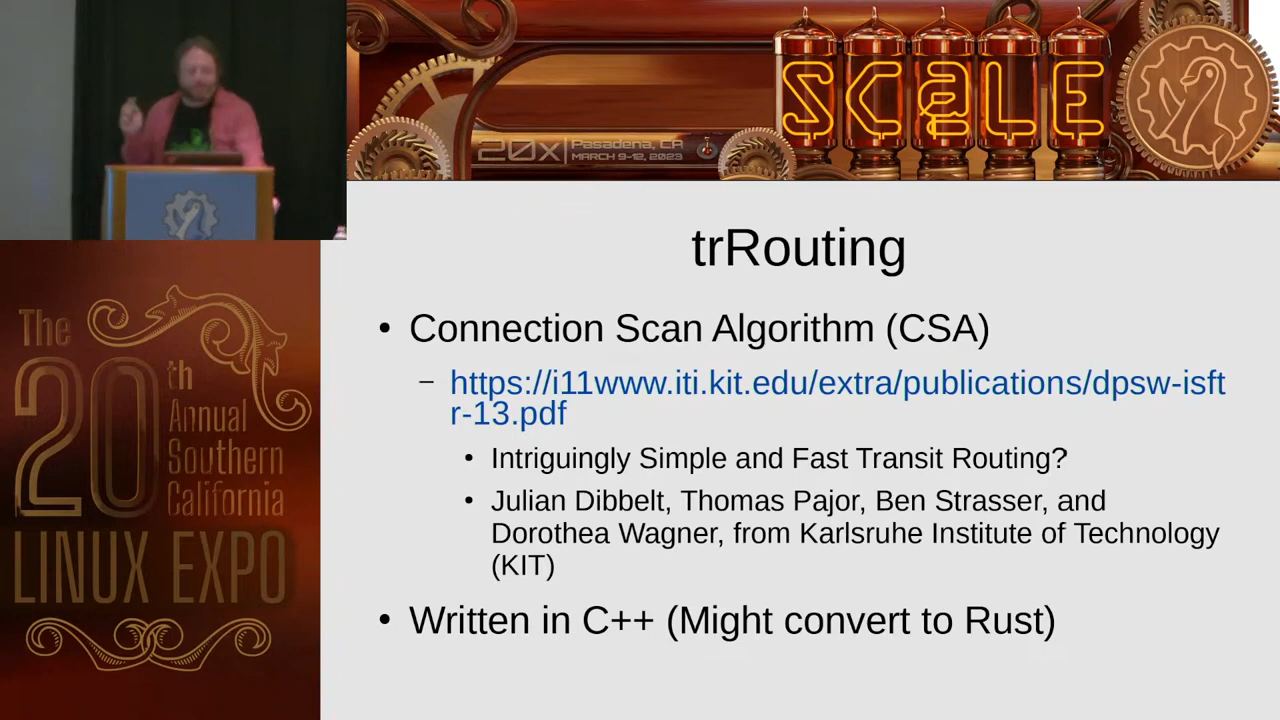 SCaLE
20x
Pasadena, CA
MARCH 9-12, 2023
The
20th
Annual
Southern
California
LINUX EXPO
trRouting
• Connection Scan Algorithm (CSA)
– https://i11www.iti.kit.edu/extra/publications/dpsw-isft
r-13.pdf
• Intriguingly Simple and Fast Transit Routing?
• Julian Dibbelt, Thomas Pajor, Ben Strasser, and
Dorothea Wagner, from Karlsruhe Institute of Technology
(KIT)
• Written in C++ (Might convert to Rust)